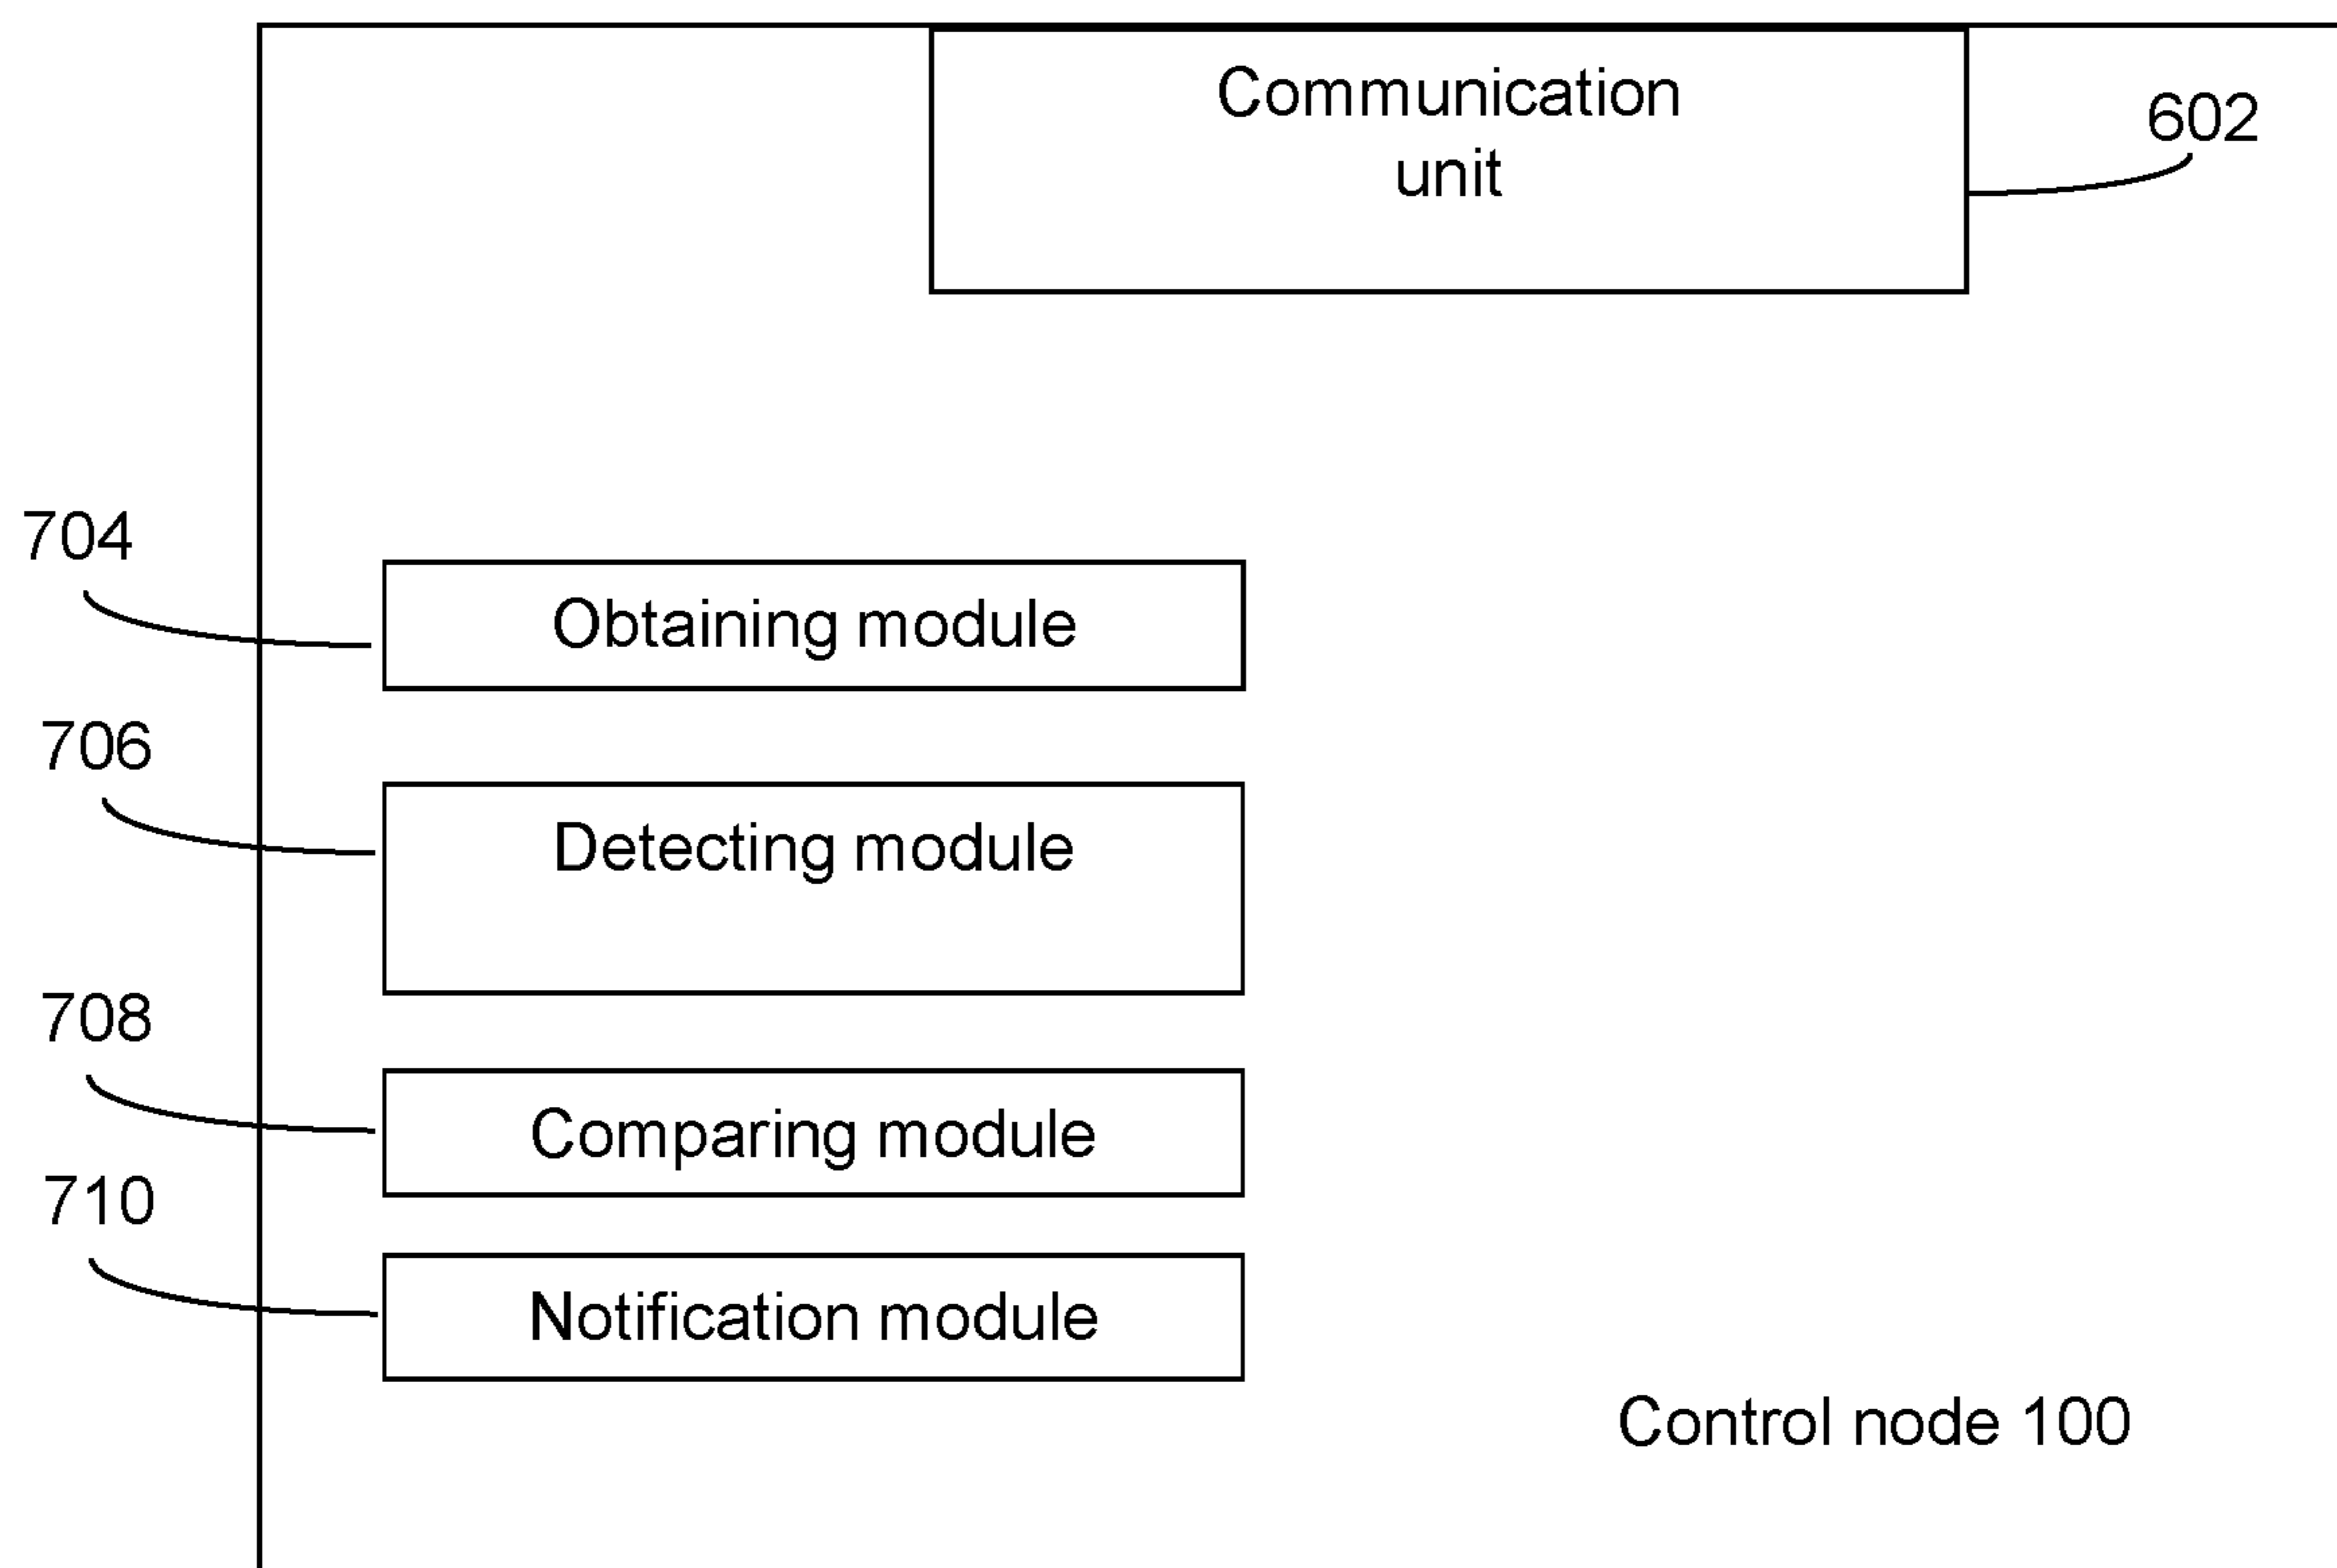 Communication
unit
602
704
Obtaining module
706
Detecting module
708
Comparing module
710
Notification module
Control node 100